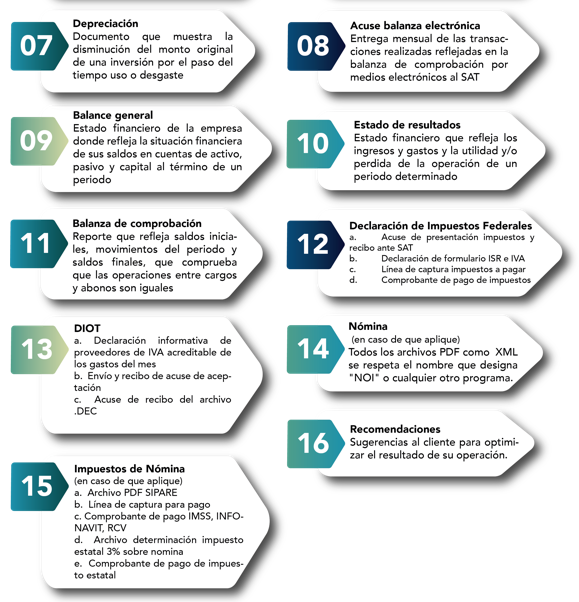 07
Depreciación
Documento que muestra la
disminución del monto original
de una inversión por el paso del
tiempo uso o desgaste
08
Acuse balanza electrónica
Entrega mensual de las transac-
ciones realizadas reflejadas en la
balanza de comprobación por
medios electrónicos al SAT
09
Balance general
Estado financiero de la empresa
donde refleja la situación financiera
de sus saldos en cuentas de activo,
pasivo y capital al término de un
periodo
10
Estado de resultados
Estado financiero que refleja los
ingresos y gastos y la utilidad y/o
perdida de la operación de un
periodo determinado
11
Balanza de comprobación
Reporte que refleja saldos inicia-
les, movimientos del periodo y
saldos finales, que comprueba
que las operaciones entre cargos
y abonos son iguales
12
Declaración de Impuestos Federales
a. Acuse de presentación impuestos y
recibo ante SAT
b. Declaración de formulario ISR e IVA
c. Línea de captura impuestos a pagar
d. Comprobante de pago de impuestos
13
DIOT
a. Declaración informativa de
proveedores de IVA acreditable de
los gastos del mes
b. Envío y recibo de acuse de acep-
tación
c. Acuse de recibo del archivo
.DEC
14
Nómina
(en caso de que aplique)
Todos los archivos PDF como XML
se respeta el nombre que designa
"NOI" o cualquier otro programa.
15
Impuestos de Nómina
(en caso de que aplique)
a. Archivo PDF SIPARE
b. Línea de captura para pago
c. Comprobante de pago IMSS, INFO-
NAVIT, RCV
d. Archivo determinación impuesto
estatal 3% sobre nomina
e. Comprobante de pago de impues-
to estatal
16
Recomendaciones
Sugerencias al cliente para optimi-
zar el resultado de su operación.